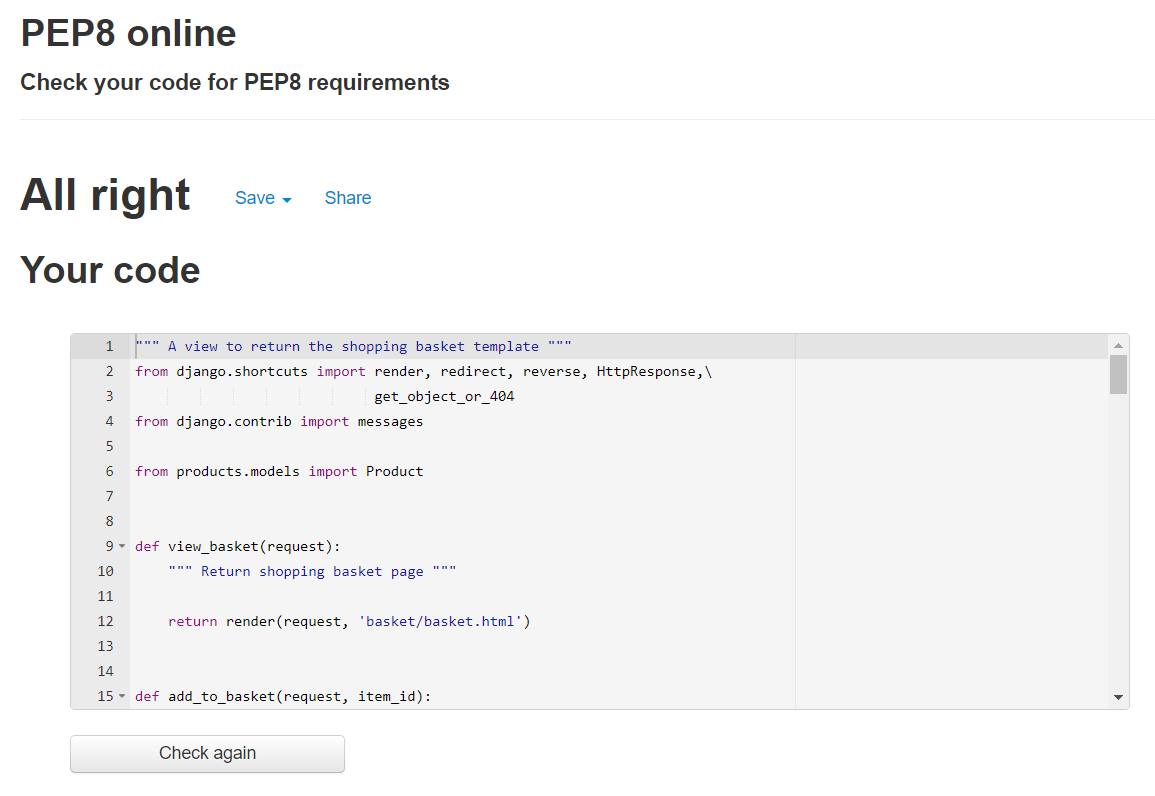 PEP8 online
Check your code for PEP8 requirements
All right Save Share
Your code
1 """ A view to return the shopping basket template """
2 from django.shortcuts import render, redirect, reverse, HttpResponse,\
3                              get_object_or_404
4 from django.contrib import messages
5
6 from products.models import Product
7
8
9 def view_basket(request):
10     """ Return shopping basket page """
11
12     return render(request, 'basket/basket.html')
13
14
15 def add_to_basket(request, item_id):
Check again